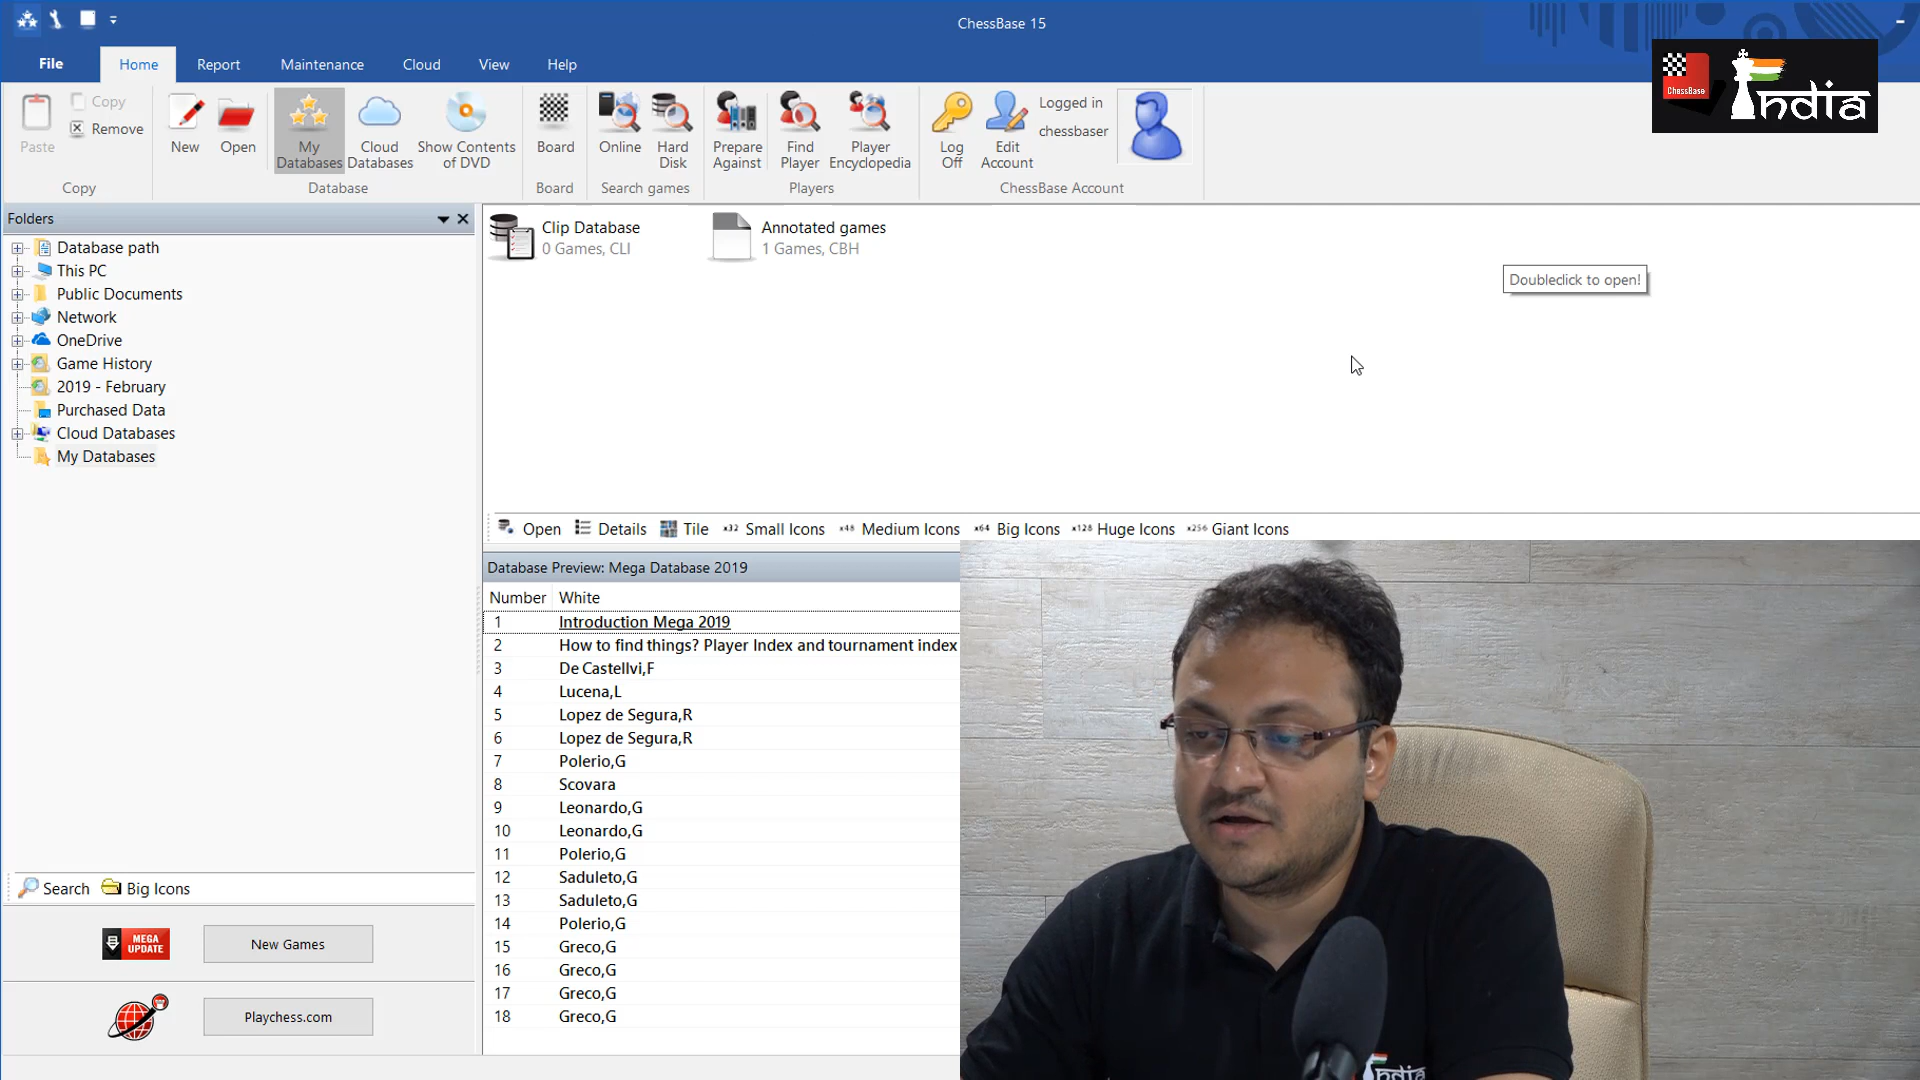 ChessBase 15
File Home Report Maintenance Cloud View Help
ChessBase India
Paste Copy Remove
Copy
New Open My Databases Cloud Databases Show Contents of DVD
Database
Board
Board
Online Hard Disk
Search games
Prepare Against Find Player Player Encyclopedia
Players
Log Off Edit Account Logged in chessbaser
ChessBase Account
Folders
Database path
This PC
Public Documents
Network
OneDrive
Game History
2019 - February
Purchased Data
Cloud Databases
My Databases
Search Big Icons
MEGA UPDATE New Games
Playchess.com
Clip Database
0 Games, CLI
Annotated games
1 Games, CBH
Doubleclick to open!
Open Details Tile x32 Small Icons x48 Medium Icons x64 Big Icons x128 Huge Icons x256 Giant Icons
Database Preview: Mega Database 2019
Number White
1 Introduction Mega 2019
2 How to find things? Player Index and tournament index
3 De Castellvi,F
4 Lucena,L
5 Lopez de Segura,R
6 Lopez de Segura,R
7 Polerio,G
8 Scovara
9 Leonardo,G
10 Leonardo,G
11 Polerio,G
12 Saduleto,G
13 Saduleto,G
14 Polerio,G
15 Greco,G
16 Greco,G
17 Greco,G
18 Greco,G
India